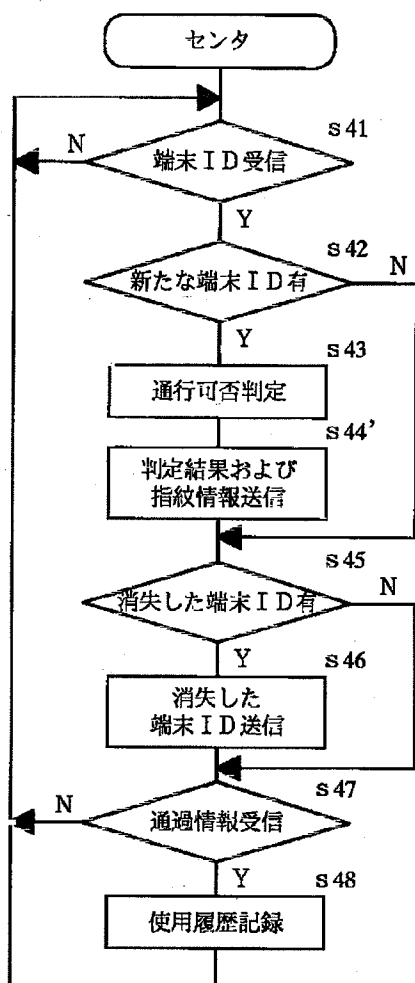 センタ
s41
N
端末ID受信
Y
s42
新たな端末ID有
N
Y
s43
通行可否判定
s44'
判定結果および
指紋情報送信
s45
消失した端末ID有
N
Y
s46
消失した
端末ID送信
s47
N
通過情報受信
Y
s48
使用履歴記録